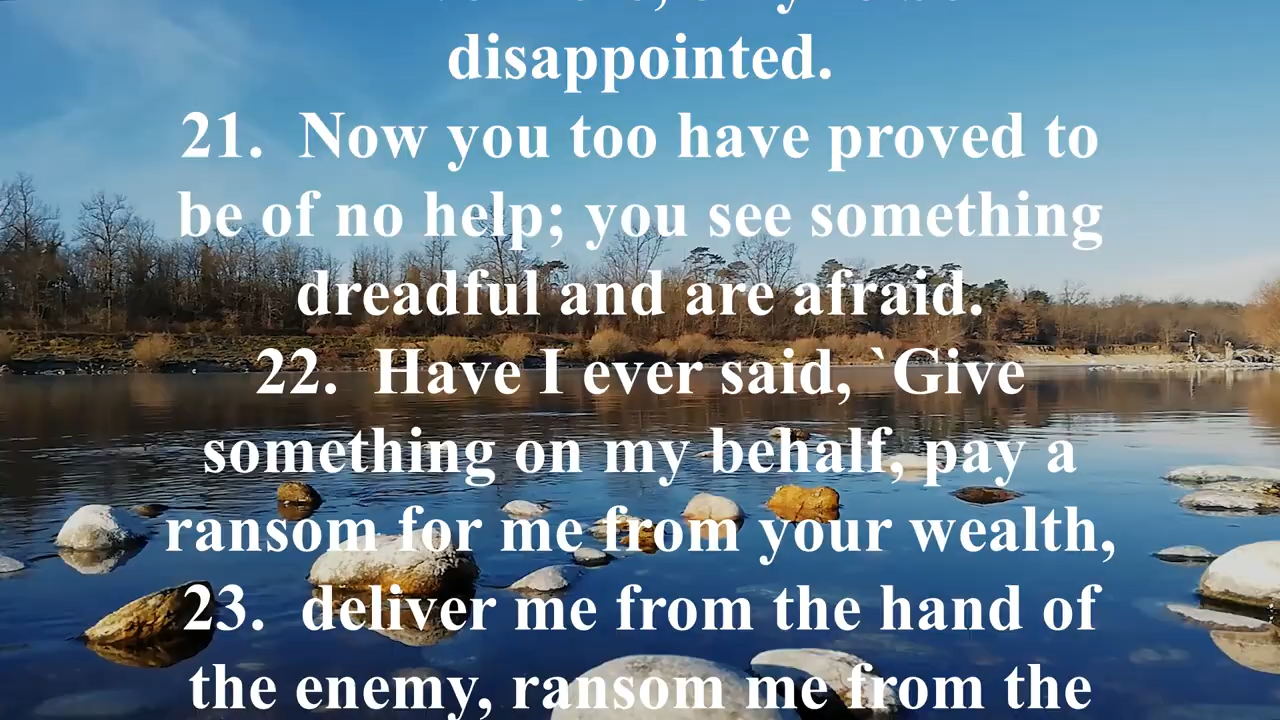 disappointed.
21. Now you too have proved to
be of no help; you see something
dreadful and are afraid.
22. Have I ever said, `Give
something on my behalf, pay a
ransom for me from your wealth,
23. deliver me from the hand of
the enemy, ransom me from the